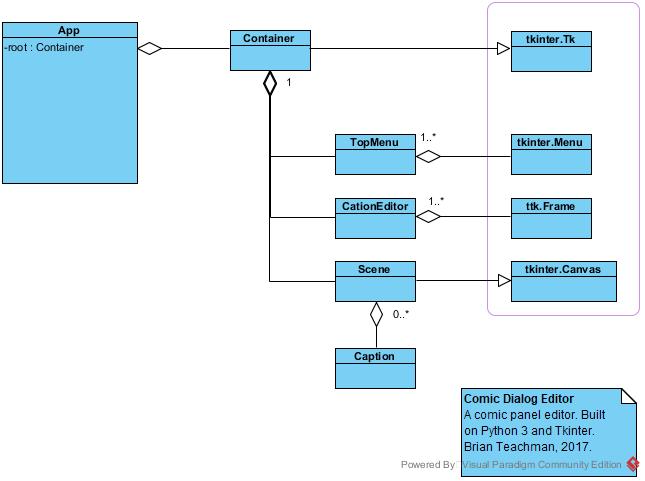 App
-root : Container
Container
tkinter.Tk
1
TopMenu
1..*
tkinter.Menu
CationEditor
1..*
ttk.Frame
Scene
tkinter.Canvas
0..*
Caption
Comic Dialog Editor
A comic panel editor. Built
on Python 3 and Tkinter.
Brian Teachman, 2017.
Powered By Visual Paradigm Community Edition